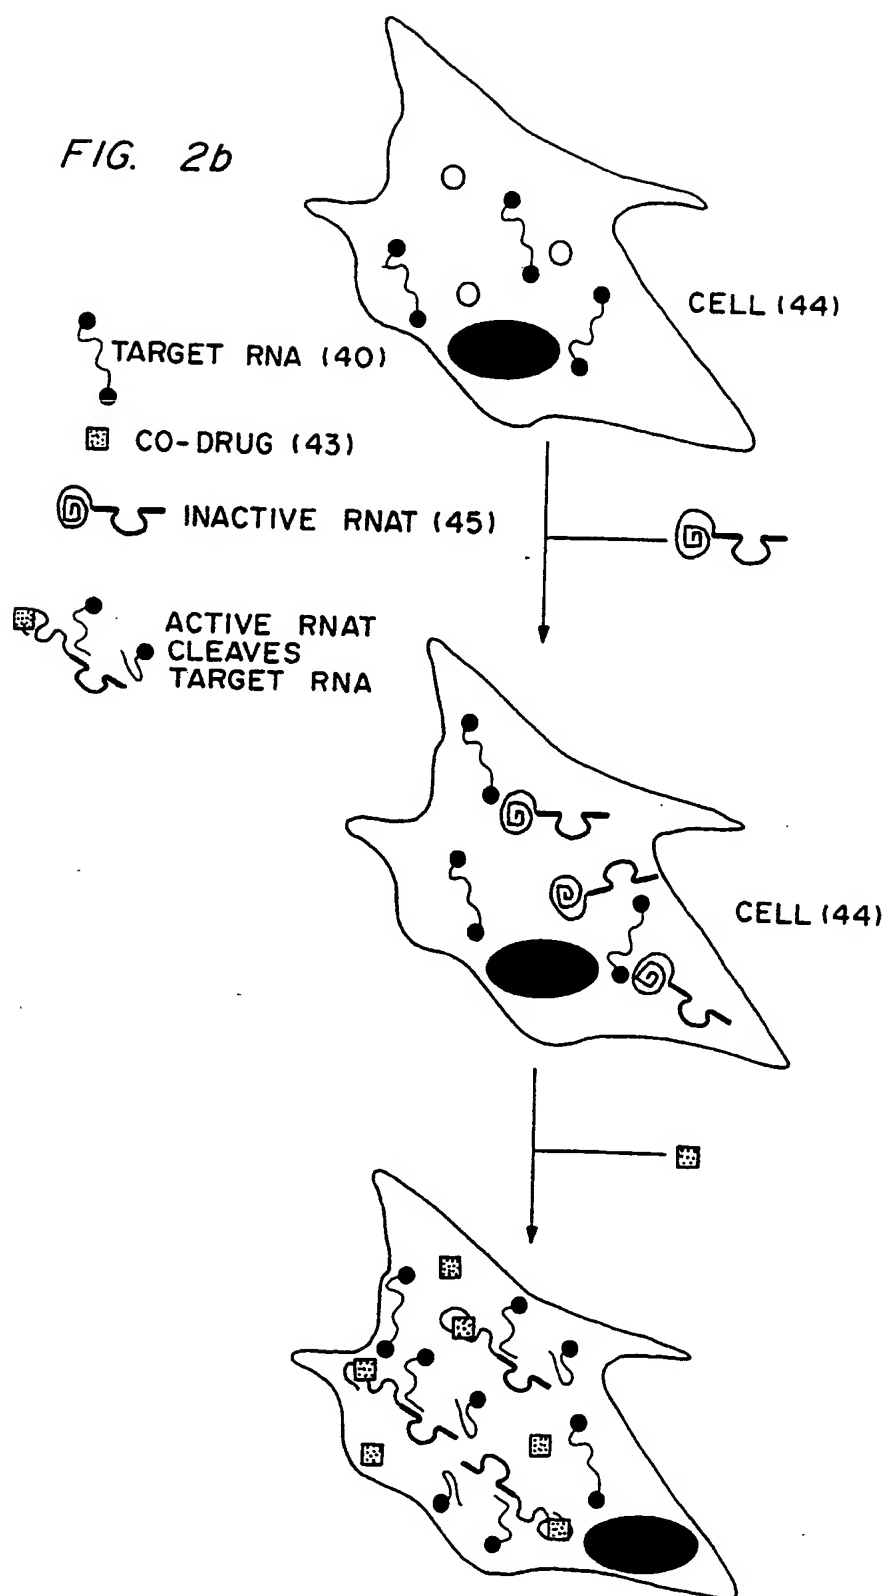 FIG. 2b
CELL (44)
TARGET RNA (40)
CO-DRUG (43)
INACTIVE RNAT (45)
ACTIVE RNAT
CLEAVES
TARGET RNA
CELL (44)